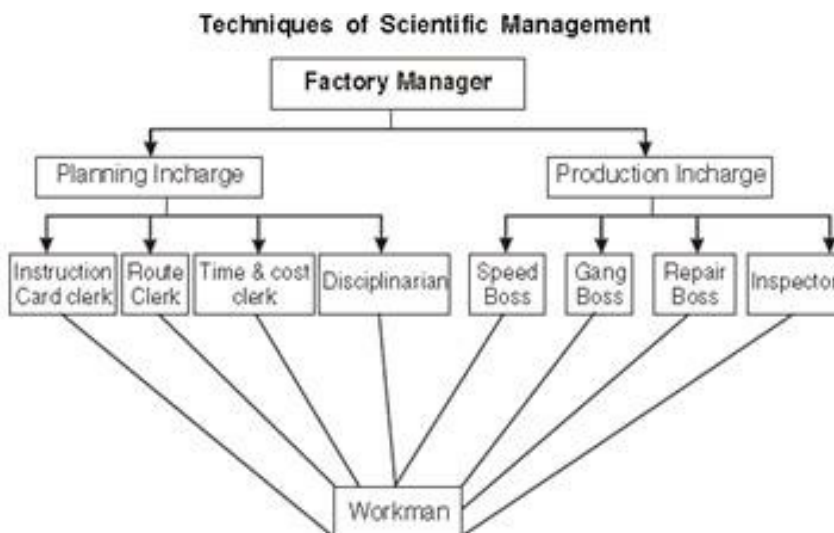 Techniques of Scientific Management
Factory Manager
Planning Incharge
Production Incharge
Instruction
Card clerk
Route
Clerk
Time & cost
clerk
Disciplinarian
Speed
Boss
Gang
Boss
Repair
Boss
Inspector
Workman